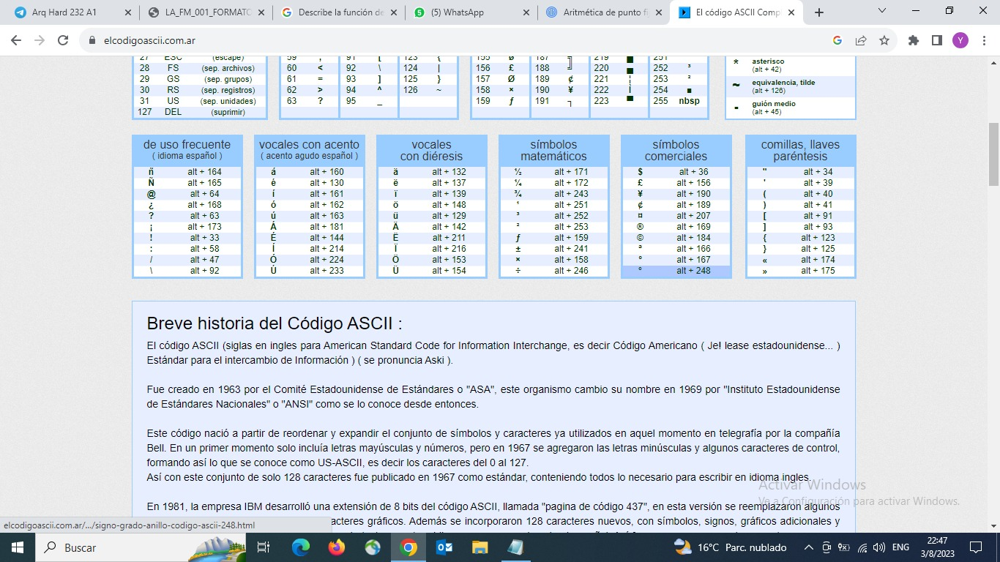 Arq Hard 232 A1
LA_FM_001_FORMATO
Describe la función de
(5) WhatsApp
Aritmética de punto fij
El código ASCII Comp
elcodigoascii.com.ar
Y
27 ESC (escape)
28 FS (sep. archivos)
29 GS (sep. grupos)
30 RS (sep. registros)
31 US (sep. unidades)
127 DEL (suprimir)
59 ; 91 [ 123 {
60 < 92 \ 124 |
61 = 93 ] 125 }
62 > 94 ^ 126 ~
63 ? 95 _
155 ø 187 ╗ 219 █ 251 ¹
156 £ 188 ╝ 220 ▄ 252 ³
157 Ø 189 ¢ 221 ¦ 253 ²
158 × 190 ¥ 222 Ì 254 ■
159 ƒ 191 ┐ 223 ▀ 255 nbsp
* asterisco
(alt + 42)
~ equivalencia, tilde
(alt + 126)
- guión medio
(alt + 45)
de uso frecuente
( idioma español )
ñ alt + 164
Ñ alt + 165
@ alt + 64
¿ alt + 168
? alt + 63
¡ alt + 173
! alt + 33
: alt + 58
/ alt + 47
\ alt + 92
vocales con acento
( acento agudo español )
á alt + 160
é alt + 130
í alt + 161
ó alt + 162
ú alt + 163
Á alt + 181
É alt + 144
Í alt + 214
Ó alt + 224
Ú alt + 233
vocales
con diéresis
ä alt + 132
ë alt + 137
ï alt + 139
ö alt + 148
ü alt + 129
Ä alt + 142
Ë alt + 211
Ï alt + 216
Ö alt + 153
Ü alt + 154
símbolos
matemáticos
½ alt + 171
¼ alt + 172
¾ alt + 243
¹ alt + 251
³ alt + 252
² alt + 253
ƒ alt + 159
± alt + 241
× alt + 158
÷ alt + 246
símbolos
comerciales
$ alt + 36
£ alt + 156
¥ alt + 190
¢ alt + 189
¤ alt + 207
® alt + 169
© alt + 184
ª alt + 166
º alt + 167
° alt + 248
comillas, llaves
paréntesis
" alt + 34
' alt + 39
( alt + 40
) alt + 41
[ alt + 91
] alt + 93
{ alt + 123
} alt + 125
« alt + 174
» alt + 175
Breve historia del Código ASCII :
El código ASCII (siglas en ingles para American Standard Code for Information Interchange, es decir Código Americano ( Je! lease estadounidense... )
Estándar para el intercambio de Información ) ( se pronuncia Aski ).
Fue creado en 1963 por el Comité Estadounidense de Estándares o "ASA", este organismo cambio su nombre en 1969 por "Instituto Estadounidense
de Estándares Nacionales" o "ANSI" como se lo conoce desde entonces.
Este código nació a partir de reordenar y expandir el conjunto de símbolos y caracteres ya utilizados en aquel momento en telegrafía por la compañía
Bell. En un primer momento solo incluía letras mayúsculas y números, pero en 1967 se agregaron las letras minúsculas y algunos caracteres de control,
formando así lo que se conoce como US-ASCII, es decir los caracteres del 0 al 127.
Así con este conjunto de solo 128 caracteres fue publicado en 1967 como estándar, conteniendo todos lo necesario para escribir en idioma ingles.
En 1981, la empresa IBM desarrolló una extensión de 8 bits del código ASCII, llamada "pagina de código 437", en esta versión se reemplazaron algunos
acteres gráficos. Además se incorporaron 128 caracteres nuevos, con símbolos, signos, gráficos adicionales y
Activar Windows
Ve a Configuración para activar Windows.
elcodigoascii.com.ar/.../signo-grado-anillo-codigo-ascii-248.html
Buscar
16°C Parc. nublado
ENG
22:47
3/8/2023